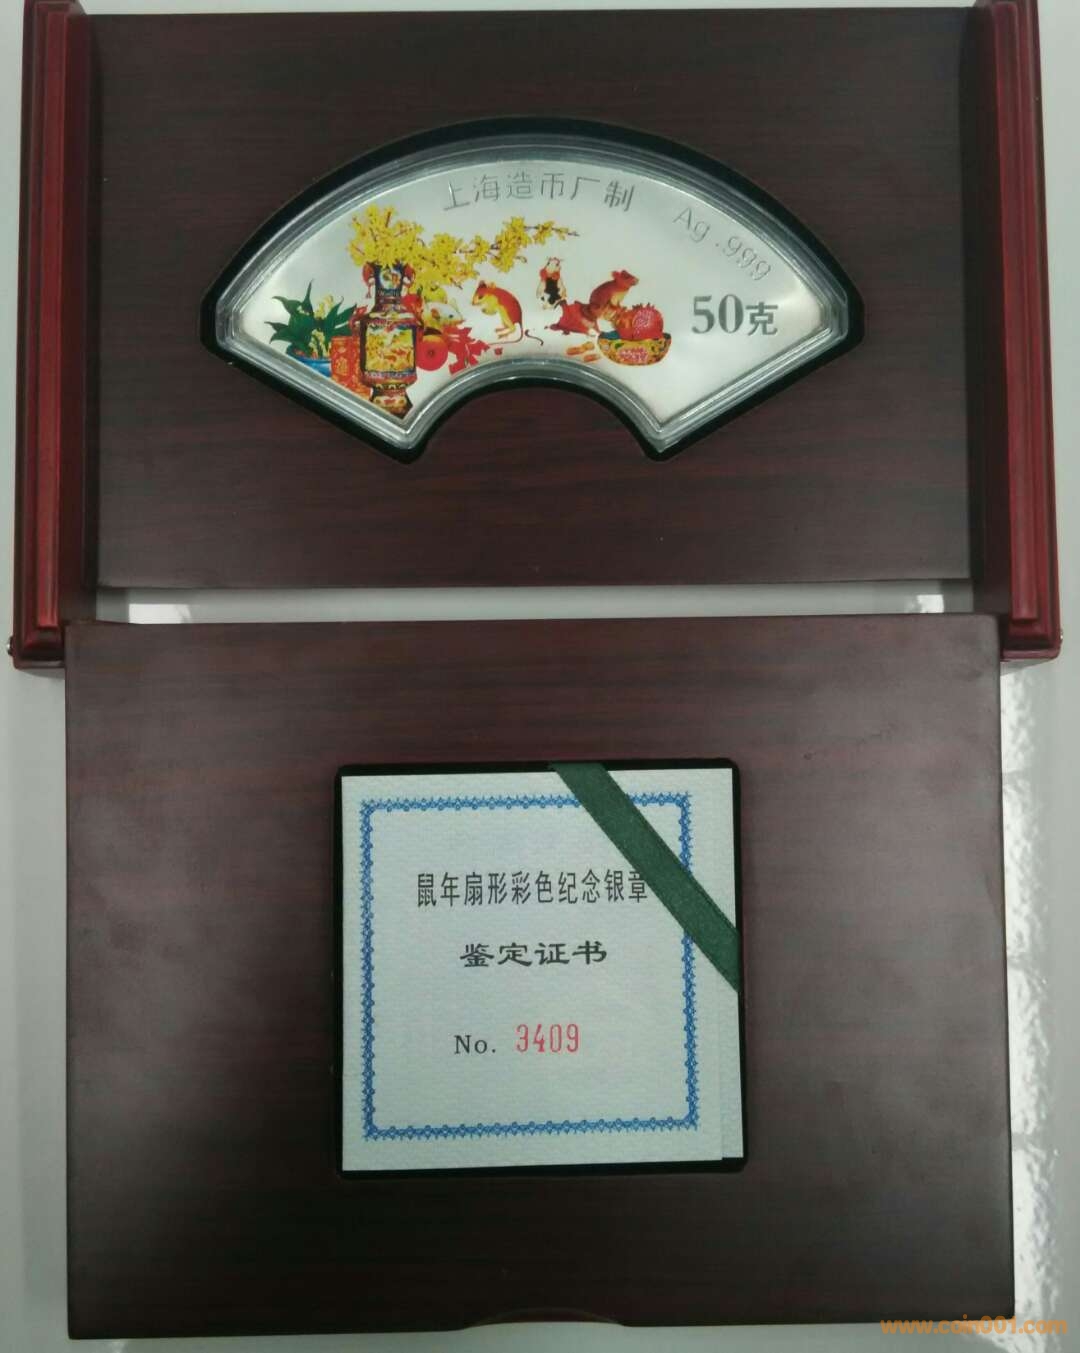 上海造币厂制
Ag .999
50克
鼠年扇形彩色纪念银章
鉴定证书
No. 3409
www.coin001.com